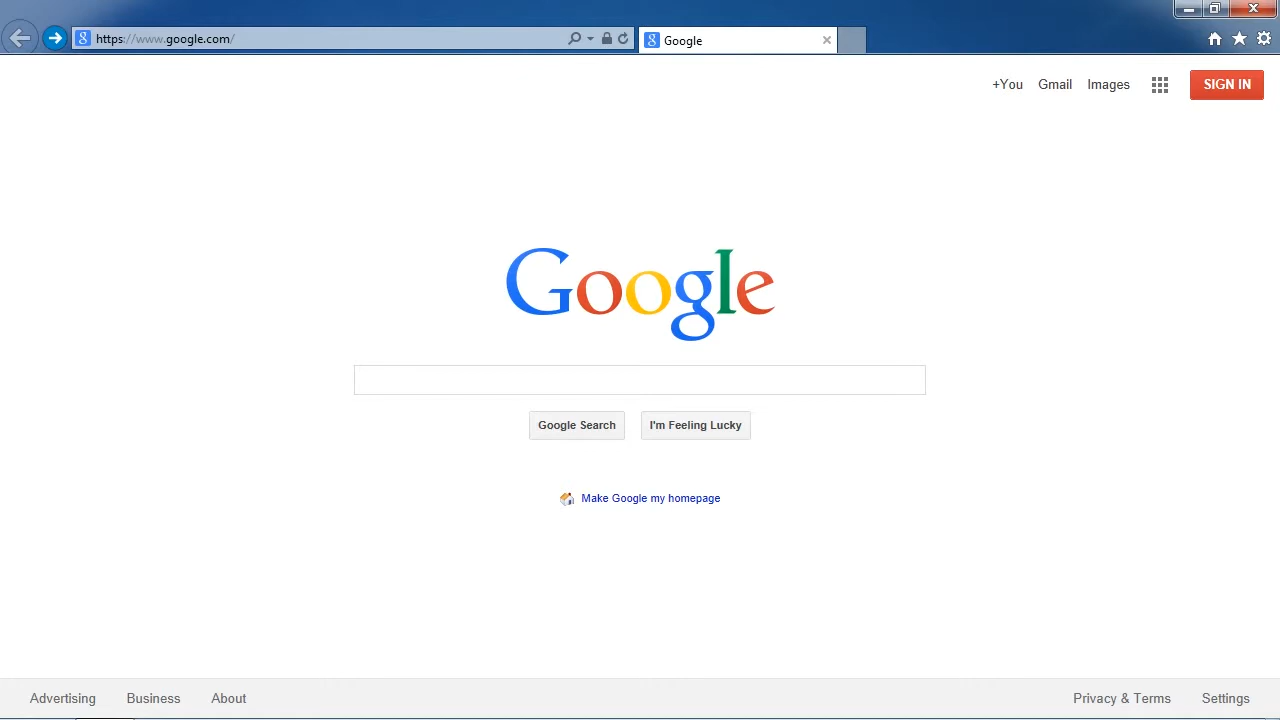 https://www.google.com/
Google
+You Gmail Images SIGN IN
Google
Google Search I'm Feeling Lucky
Make Google my homepage
Advertising Business About Privacy & Terms Settings